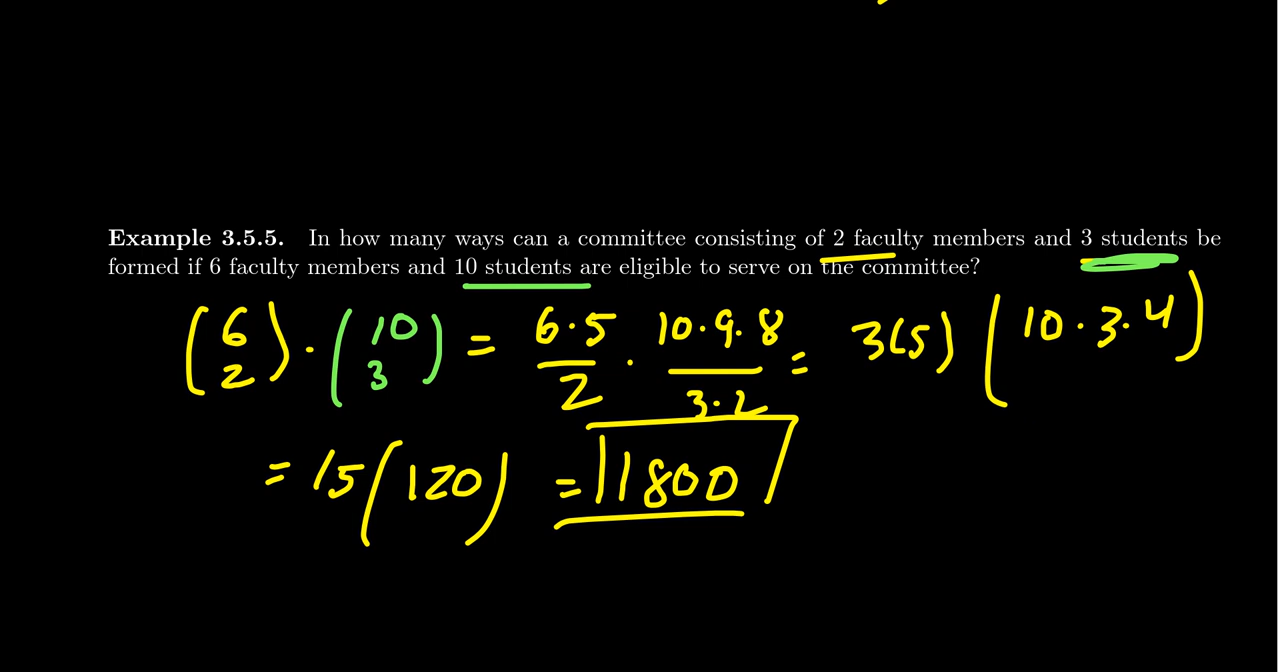 Example 3.5.5. In how many ways can a committee consisting of 2 faculty members and 3 students be
formed if 6 faculty members and 10 students are eligible to serve on the committee?
(6 2) · (10 3) = 6·5/2 · 10·9·8/3·2 = 3(5) (10·3·4)
= 15(120) = 1800